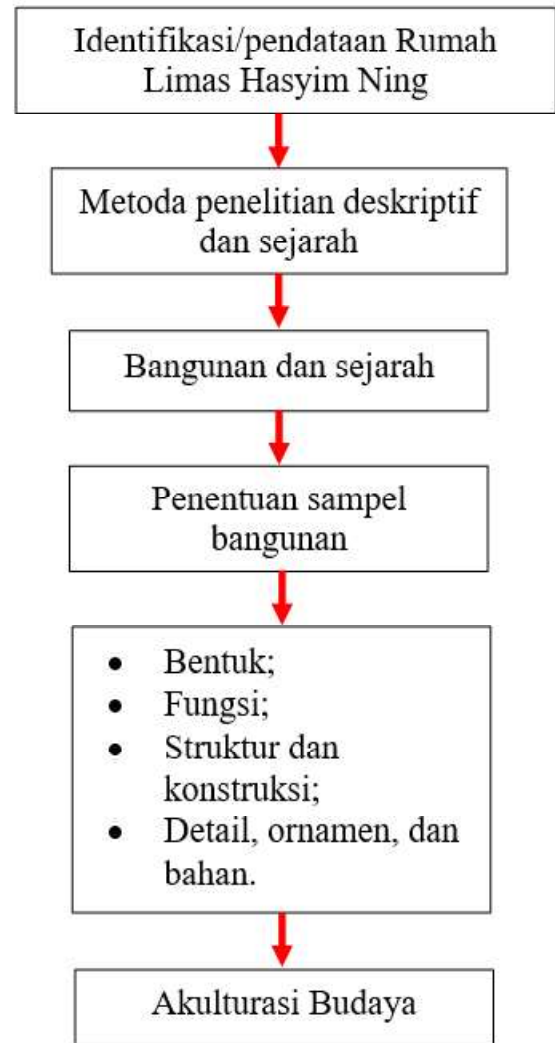 Identifikasi/pendataan Rumah
Limas Hasyim Ning
Metoda penelitian deskriptif
dan sejarah
Bangunan dan sejarah
Penentuan sampel
bangunan
• Bentuk;
• Fungsi;
• Struktur dan
konstruksi;
• Detail, ornamen, dan
bahan.
Akulturasi Budaya